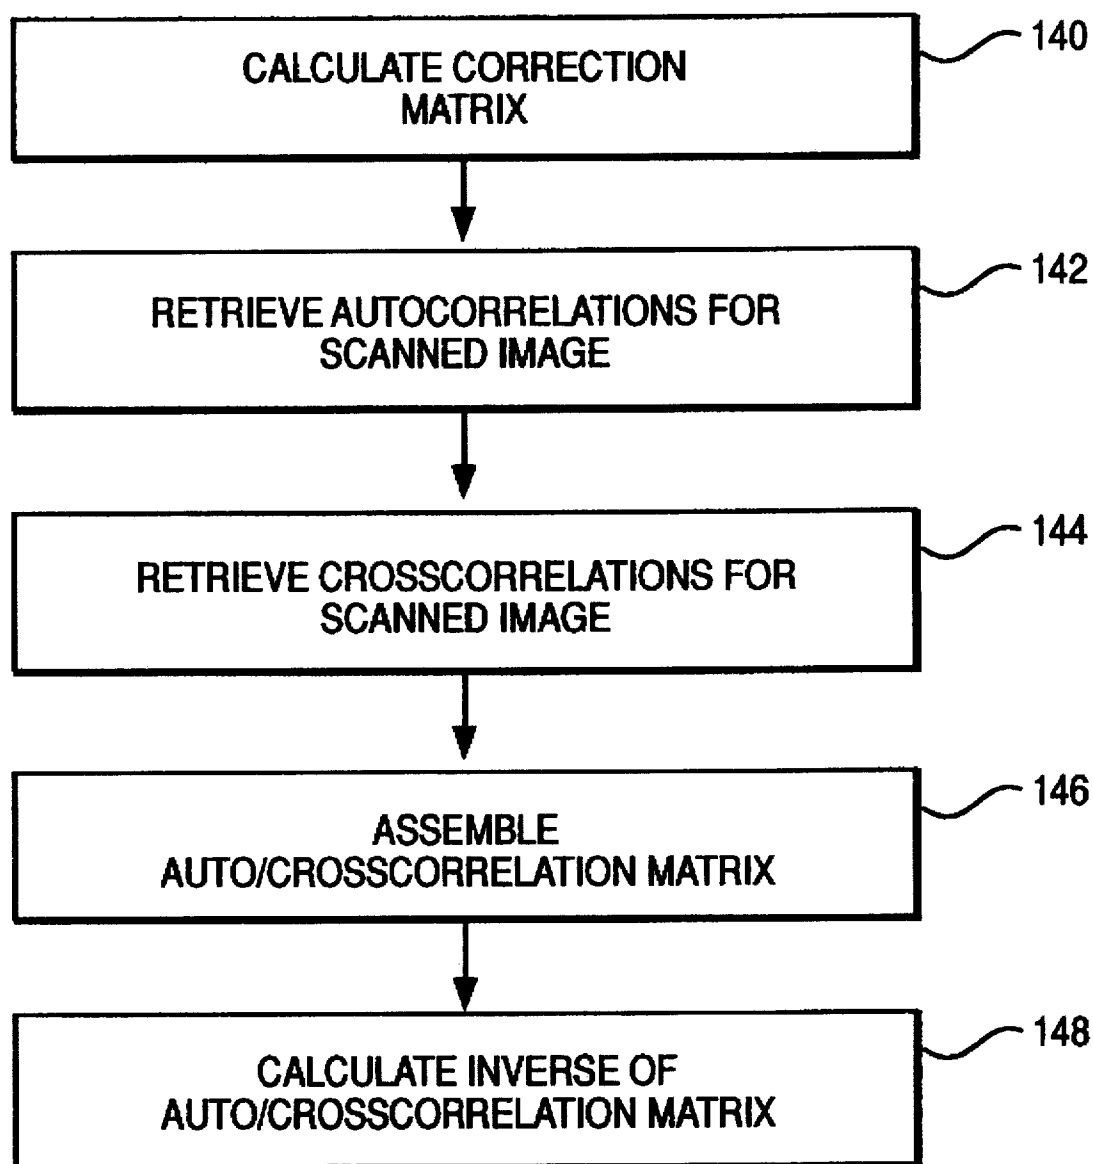 CALCULATE CORRECTION
MATRIX
140
RETRIEVE AUTOCORRELATIONS FOR
SCANNED IMAGE
142
RETRIEVE CROSSCORRELATIONS FOR
SCANNED IMAGE
144
ASSEMBLE
AUTO/CROSSCORRELATION MATRIX
146
CALCULATE INVERSE OF
AUTO/CROSSCORRELATION MATRIX
148